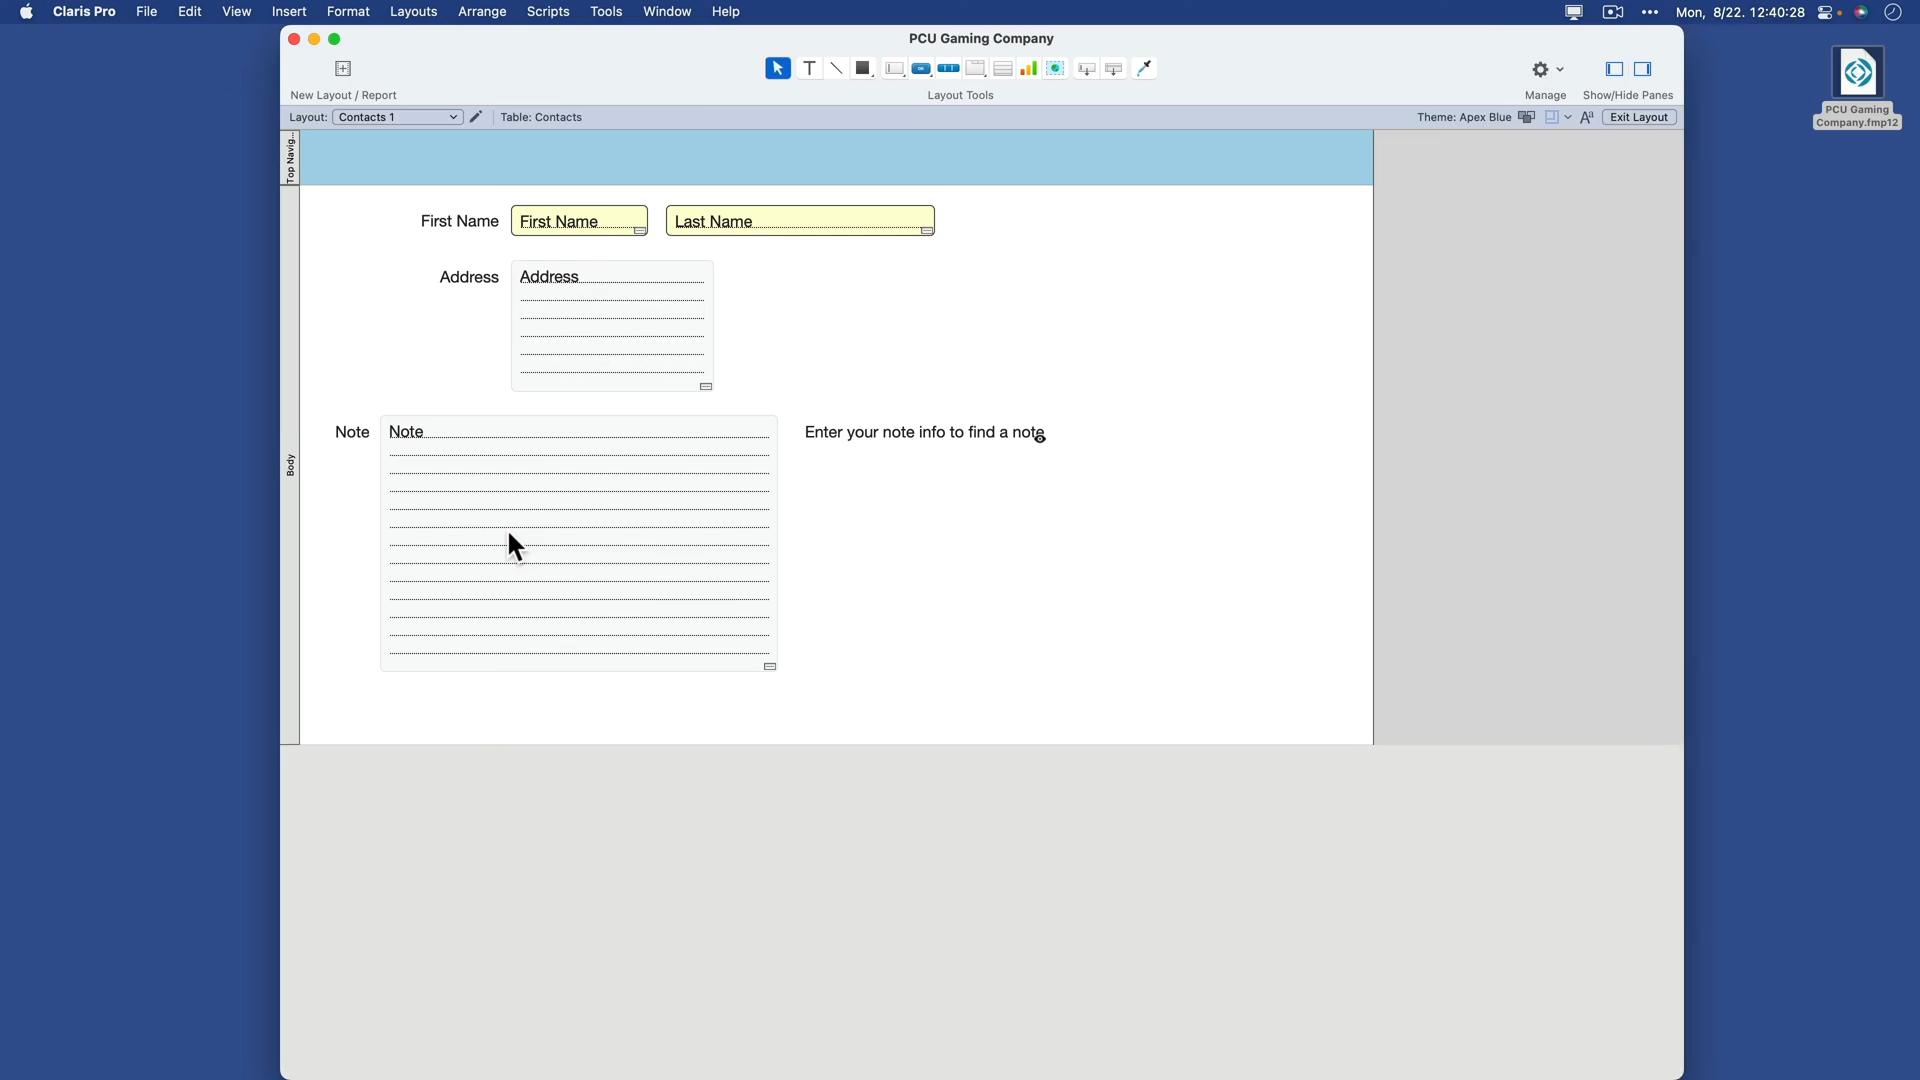 Claris Pro File Edit View Insert Format Layouts Arrange Scripts Tools Window Help
Mon, 8/22. 12:40:28
PCU Gaming Company
New Layout / Report
Layout Tools
Manage
Show/Hide Panes
Layout: Contacts 1
Table: Contacts
Theme: Apex Blue
Aa
Exit Layout
PCU Gaming
Company.fmp12
Top Navig...
Body
First Name
First Name
Last Name
Address
Address
Note
Note
Enter your note info to find a note